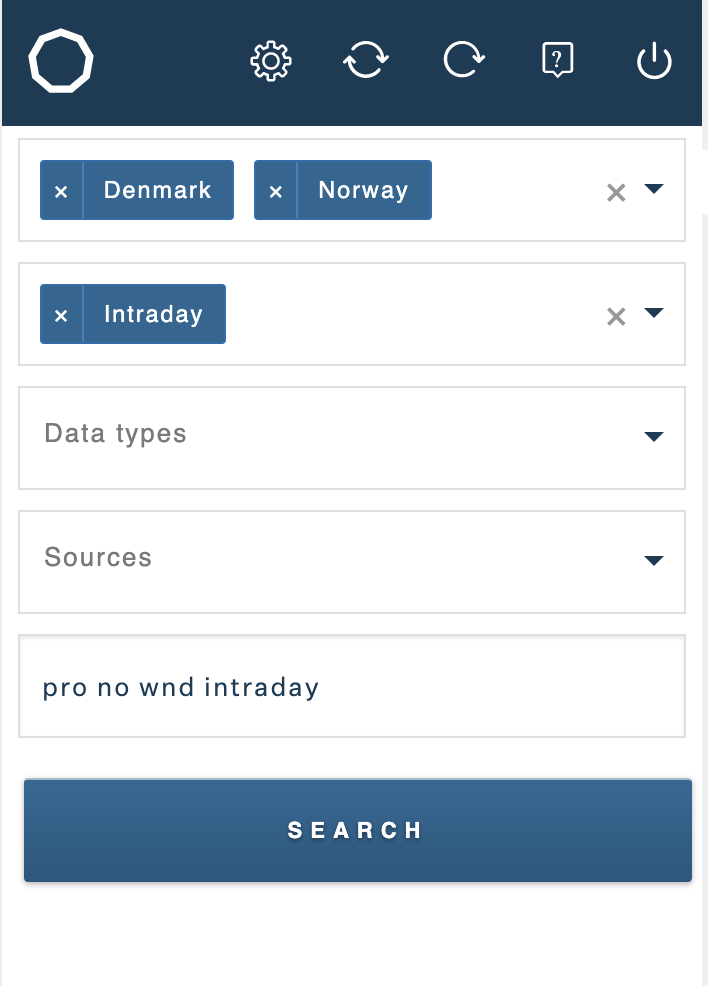 ?
× Denmark × Norway ×
× Intraday ×
Data types
Sources
pro no wnd intraday
SEARCH